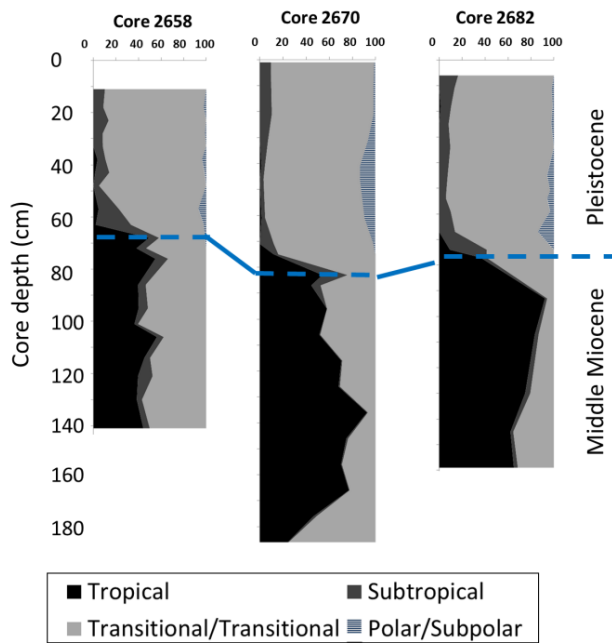 Core 2658 Core 2670 Core 2682
0 20 40 60 80 100 0 20 40 60 80 100 0 20 40 60 80 100
0
20
40
60
80
100
120
140
160
180
Core depth (cm)
Pleistocene
Middle Miocene
Tropical Subtropical
Transitional/Transitional Polar/Subpolar